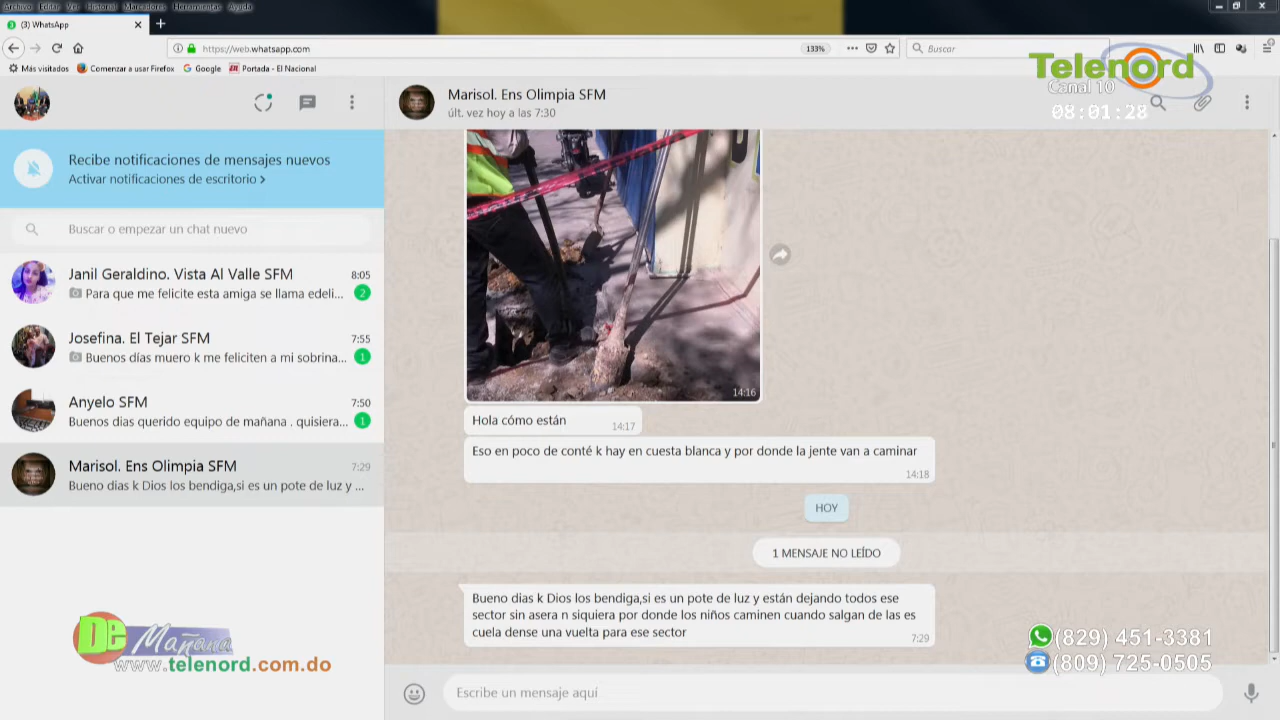 Archivo Editar Ver Historial Marcadores Herramientas Ayuda
(3) WhatsApp
https://web.whatsapp.com
133%
Buscar
Más visitados
Comenzar a usar Firefox
Google
Portada - El Nacional
Telenord
Canal 10
08:01:28
Marisol. Ens Olimpia SFM
últ. vez hoy a las 7:30
Recibe notificaciones de mensajes nuevos
Activar notificaciones de escritorio >
Buscar o empezar un chat nuevo
Janil Geraldino. Vista Al Valle SFM
8:05
Para que me felicite esta amiga se llama edeli...
2
Josefina. El Tejar SFM
7:55
Buenos días muero k me feliciten a mi sobrina...
1
Anyelo SFM
7:50
Buenos dias querido equipo de mañana . quisiera...
1
Marisol. Ens Olimpia SFM
7:29
Bueno dias k Dios los bendiga,si es un pote de luz y ...
14:16
Hola cómo están
14:17
Eso en poco de conté k hay en cuesta blanca y por donde la jente van a caminar
14:18
HOY
1 MENSAJE NO LEÍDO
Bueno dias k Dios los bendiga,si es un pote de luz y están dejando todos ese
sector sin asera n siquiera por donde los niños caminen cuando salgan de las es
cuela dense una vuelta para ese sector
7:29
Escribe un mensaje aquí
De Mañana
www.telenord.com.do
(829) 451-3381
(809) 725-0505